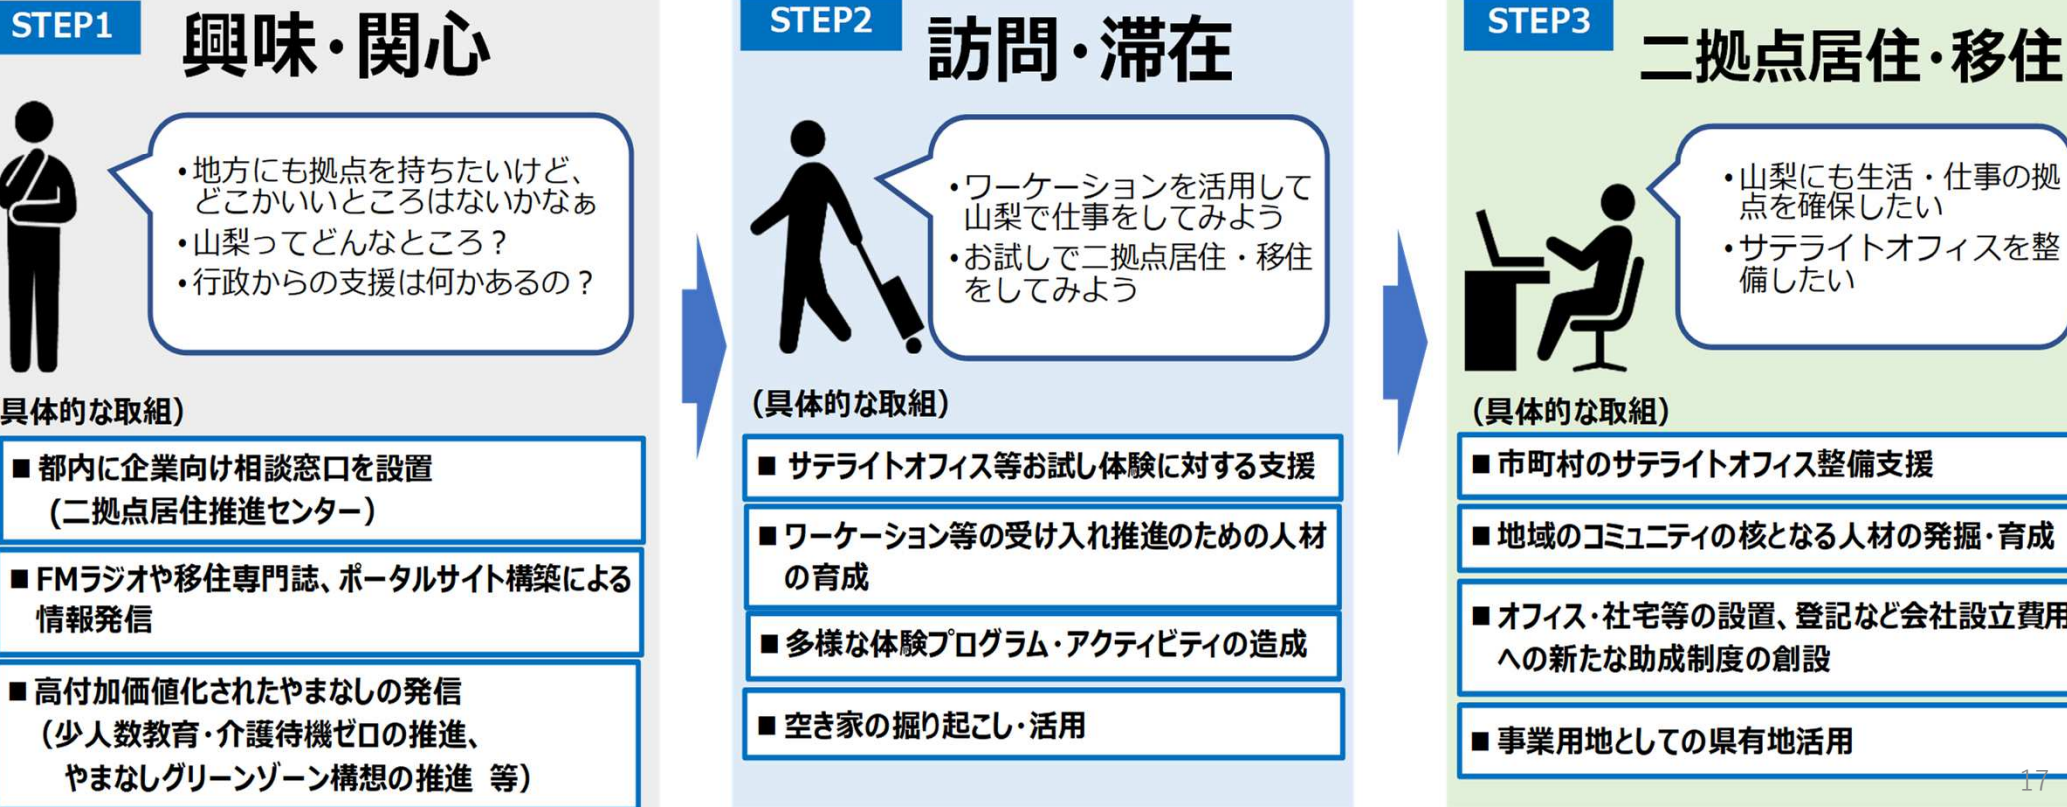 STEP1
興味・関心
・地方にも拠点を持ちたいけど、
どこかいいところはないかなぁ
・山梨ってどんなところ？
・行政からの支援は何かあるの？
具体的な取組）
■ 都内に企業向け相談窓口を設置
（二拠点居住推進センター）
■ FMラジオや移住専門誌、ポータルサイト構築による
情報発信
■ 高付加価値化されたやまなしの発信
（少人数教育・介護待機ゼロの推進、
やまなしグリーンゾーン構想の推進 等）
STEP2
訪問・滞在
・ワーケーションを活用して
山梨で仕事をしてみよう
・お試しで二拠点居住・移住
をしてみよう
（具体的な取組）
■ サテライトオフィス等お試し体験に対する支援
■ ワーケーション等の受け入れ推進のための人材
の育成
■ 多様な体験プログラム・アクティビティの造成
■ 空き家の掘り起こし・活用
STEP3
二拠点居住・移住
・山梨にも生活・仕事の拠
点を確保したい
・サテライトオフィスを整
備したい
（具体的な取組）
■ 市町村のサテライトオフィス整備支援
■ 地域のコミュニティの核となる人材の発掘・育成
■ オフィス・社宅等の設置、登記など会社設立費用
への新たな助成制度の創設
■ 事業用地としての県有地活用
17